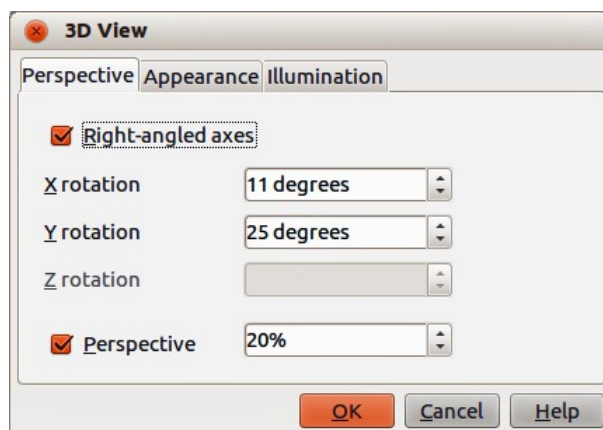 3D View
Perspective Appearance Illumination
Right-angled axes
X rotation 11 degrees
Y rotation 25 degrees
Z rotation
Perspective 20%
OK Cancel Help